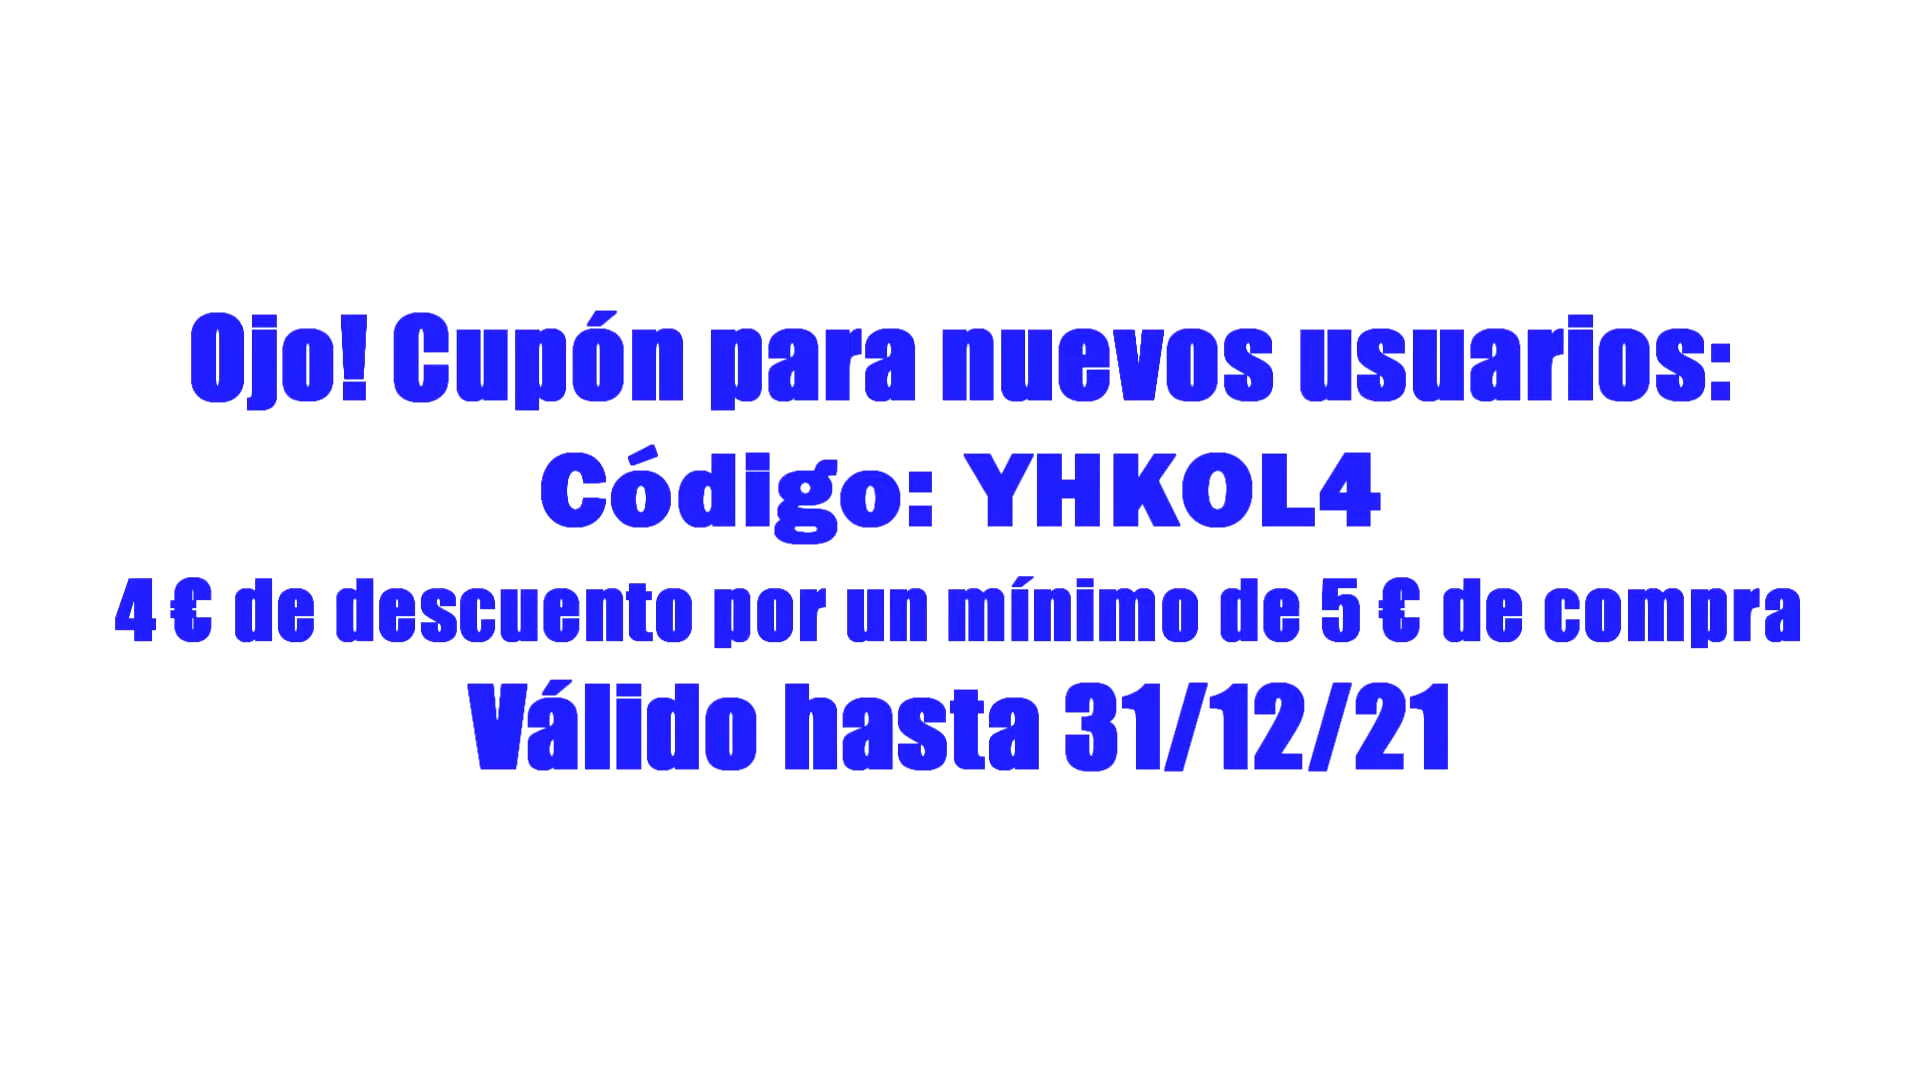 Ojo! Cupón para nuevos usuarios:
Código: YHKOL4
4 € de descuento por un mínimo de 5 € de compra
Válido hasta 31/12/21